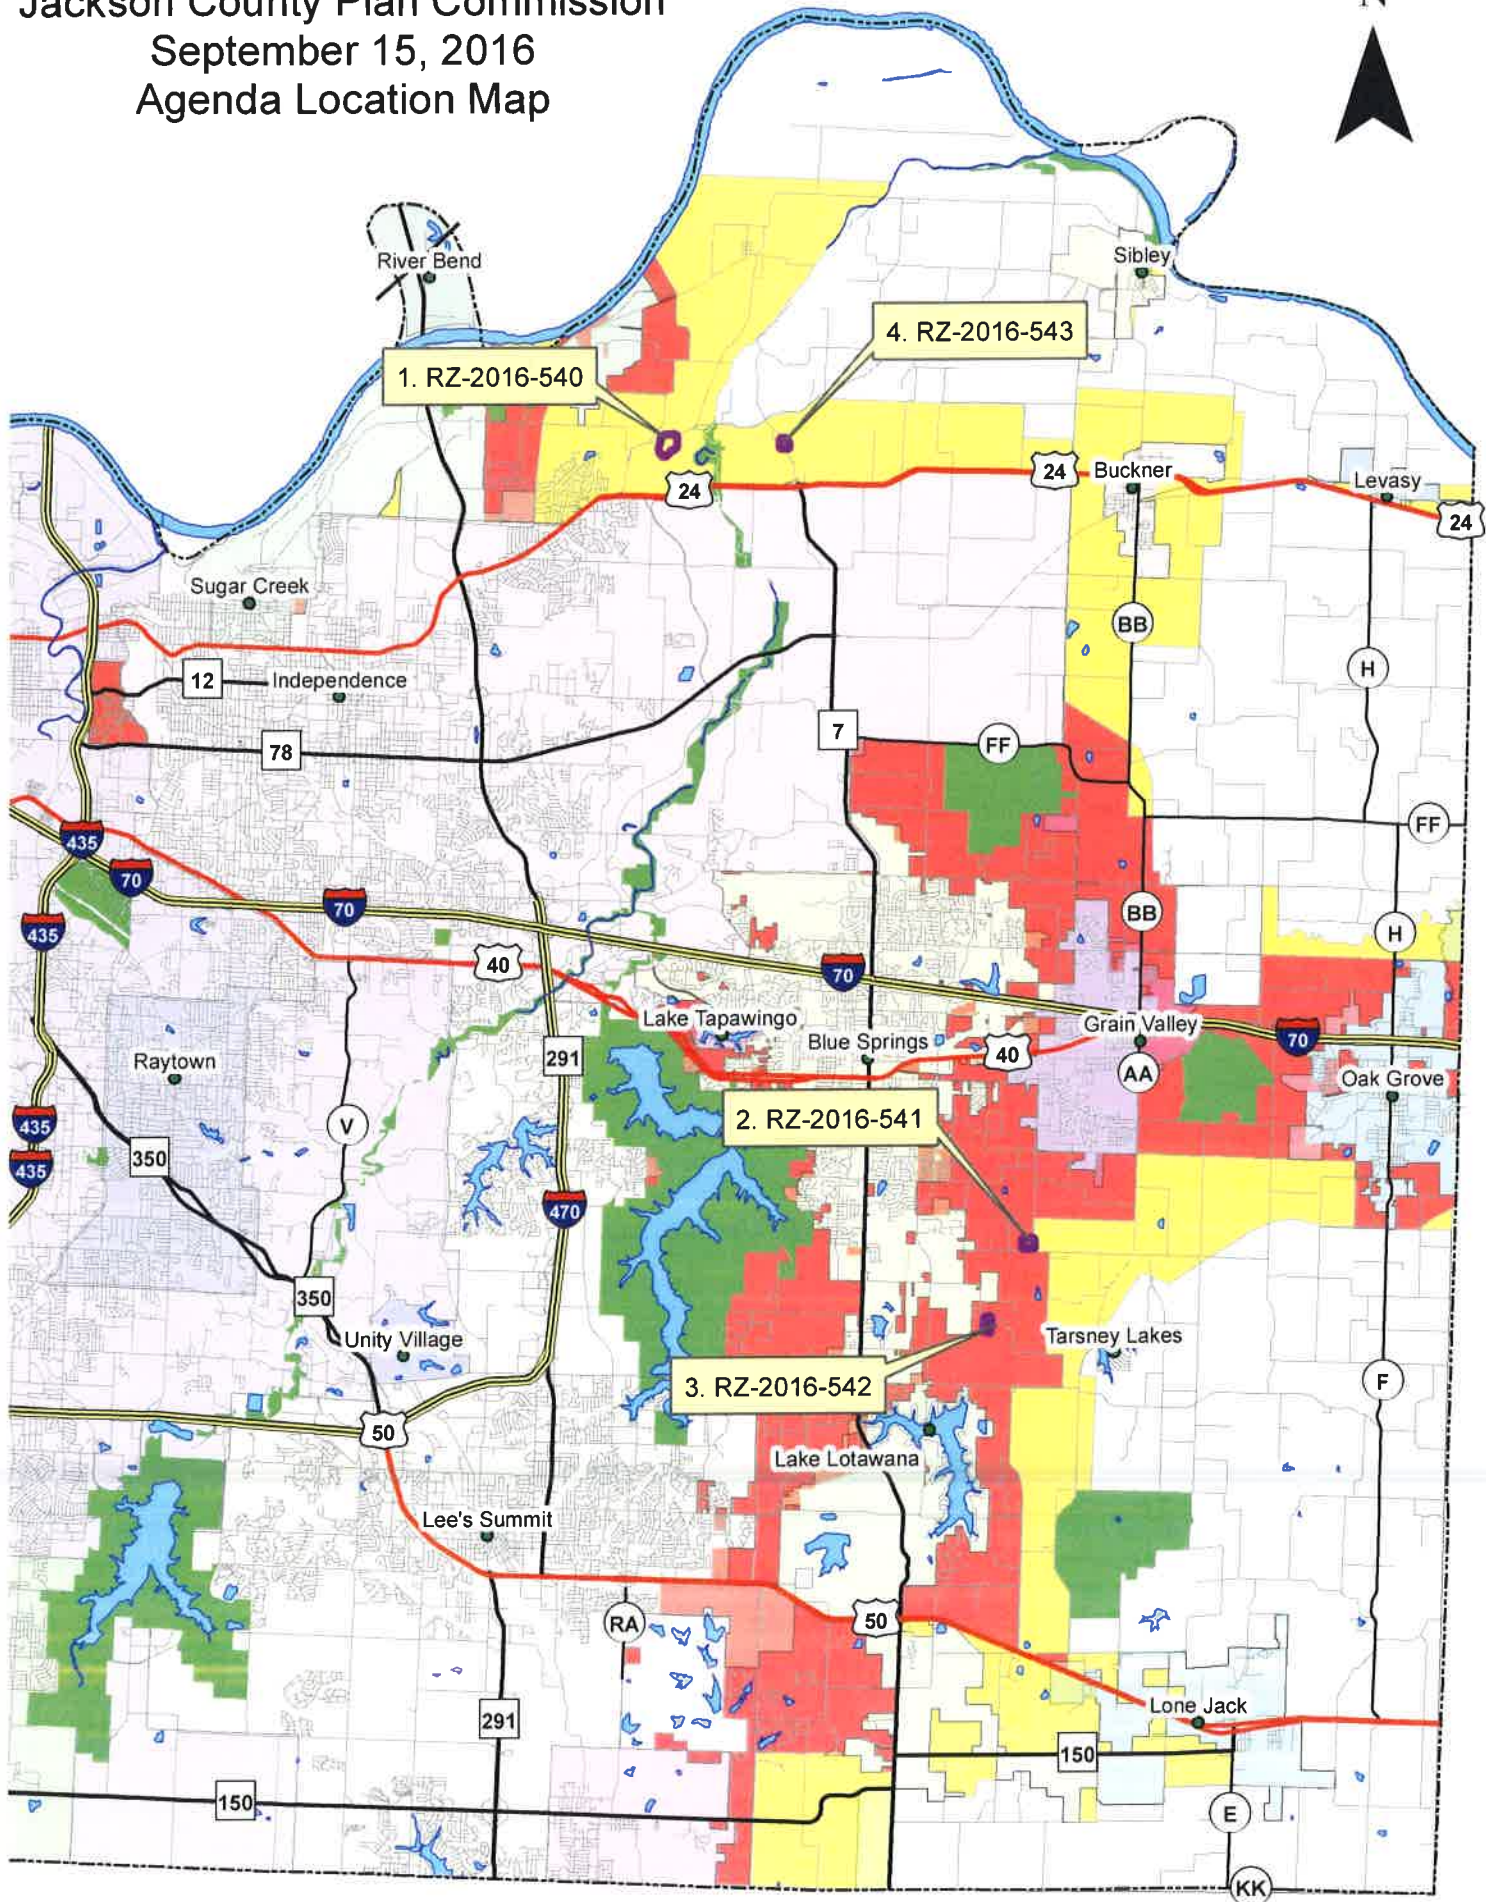 Jackson County Plan Commission
September 15, 2016
Agenda Location Map
N
River Bend
Sibley
4. RZ-2016-543
1. RZ-2016-540
24
24
Buckner
Levasy
24
Sugar Creek
BB
12
Independence
H
7
FF
78
435
70
FF
70
BB
435
H
40
70
Lake Tapawingo
Grain Valley
Blue Springs
40
70
291
Raytown
AA
Oak Grove
2. RZ-2016-541
435
V
350
435
470
350
Unity Village
Tarsney Lakes
3. RZ-2016-542
F
50
Lake Lotawana
Lee's Summit
RA
50
291
Lone Jack
150
150
E
KK